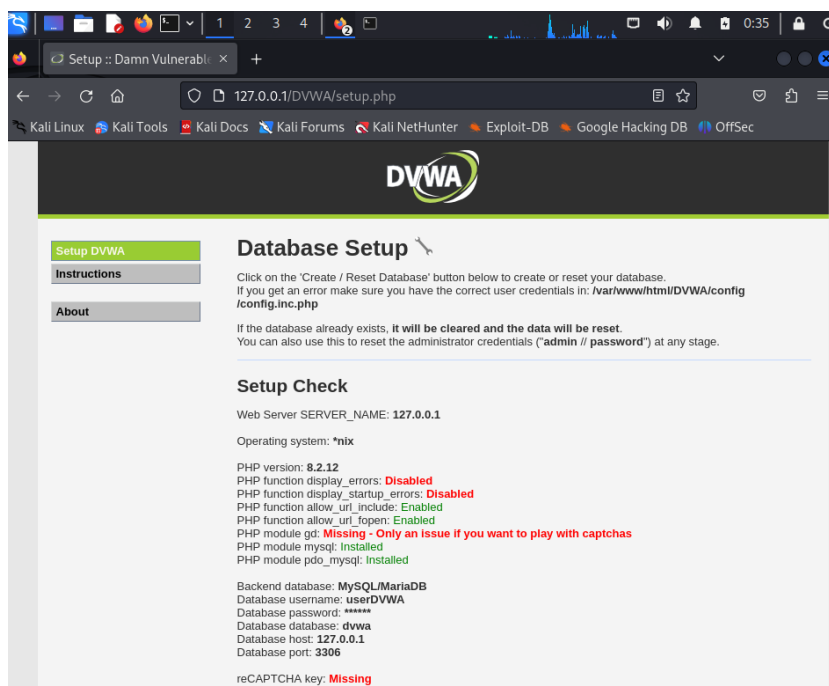 1 2 3 4 2 0:35
Setup :: Damn Vulnerabl
127.0.0.1/DVWA/setup.php
Kali Linux Kali Tools Kali Docs Kali Forums Kali NetHunter Exploit-DB Google Hacking DB OffSec
DVWA
Setup DVWA
Instructions
About
Database Setup
Click on the 'Create / Reset Database' button below to create or reset your database.
If you get an error make sure you have the correct user credentials in: /var/www/html/DVWA/config
/config.inc.php
If the database already exists, it will be cleared and the data will be reset.
You can also use this to reset the administrator credentials ("admin // password") at any stage.
Setup Check
Web Server SERVER_NAME: 127.0.0.1
Operating system: *nix
PHP version: 8.2.12
PHP function display_errors: Disabled
PHP function display_startup_errors: Disabled
PHP function allow_url_include: Enabled
PHP function allow_url_fopen: Enabled
PHP module gd: Missing - Only an issue if you want to play with captchas
PHP module mysql: Installed
PHP module pdo_mysql: Installed
Backend database: MySQL/MariaDB
Database username: userDVWA
Database password: ******
Database database: dvwa
Database host: 127.0.0.1
Database port: 3306
reCAPTCHA key: Missing